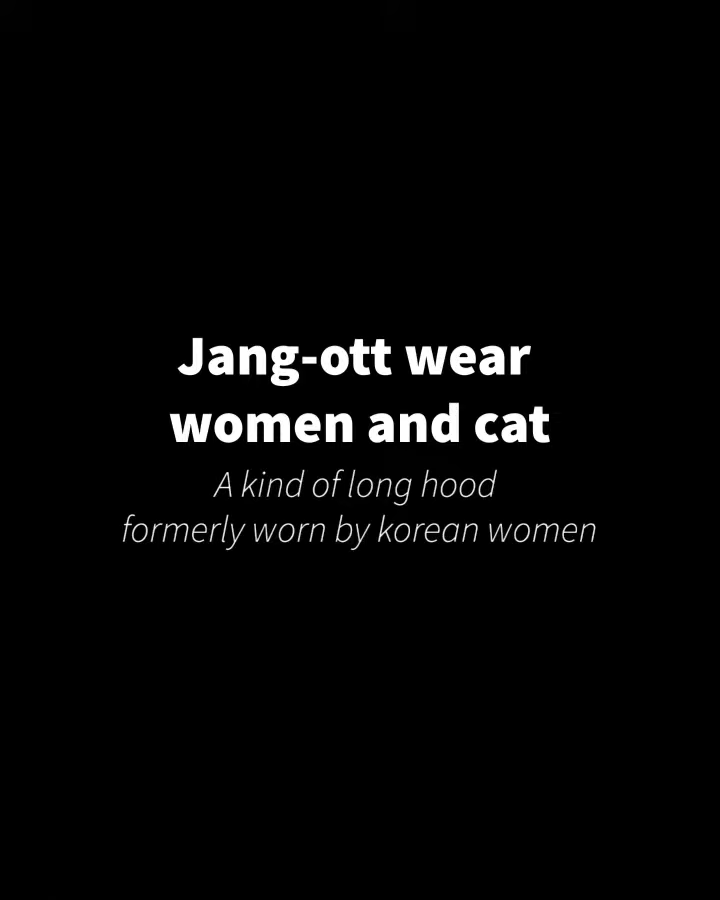 Jang-ott wear
women and cat
A kind of long hood
formerly worn by korean women